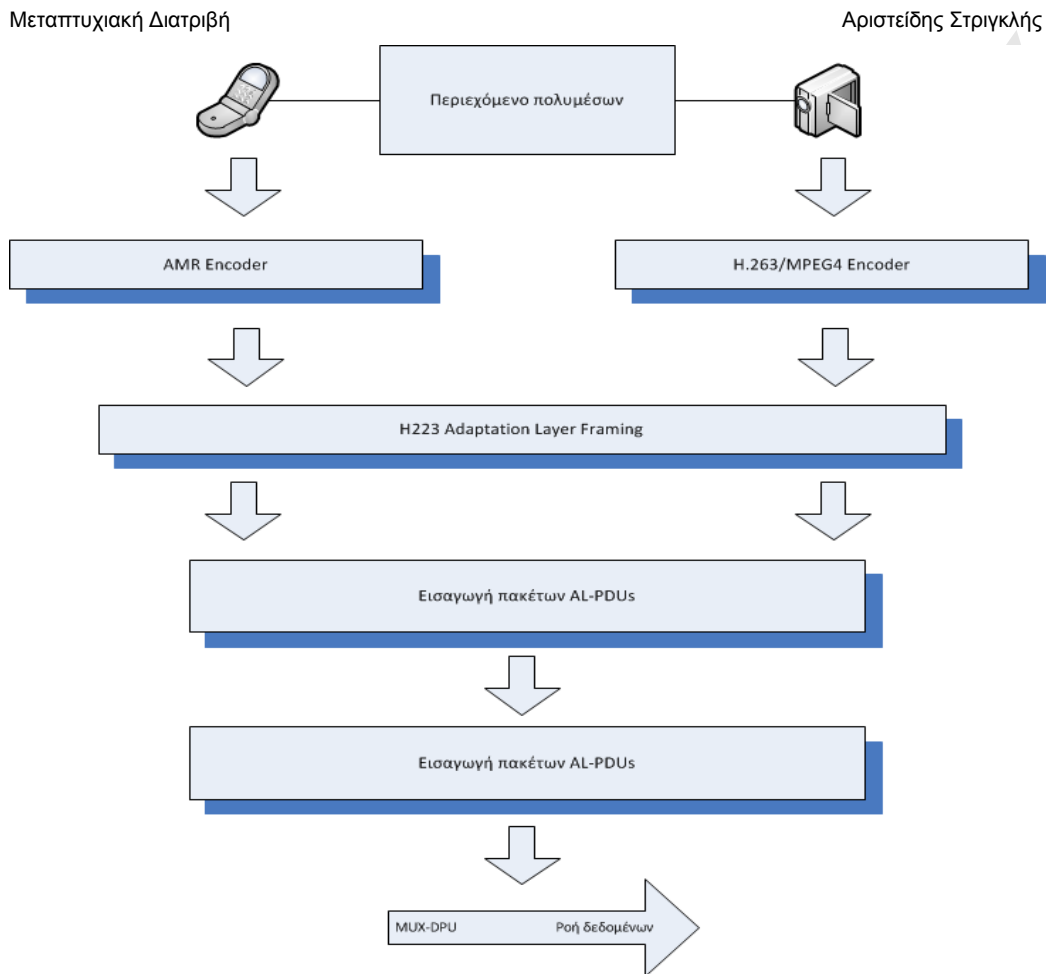 Μεταπτυχιακή Διατριβή
Αριστείδης Στριγκλής
Περιεχόμενο πολυμέσων
AMR Encoder
H.263/MPEG4 Encoder
H223 Adaptation Layer Framing
Εισαγωγή πακέτων AL-PDUs
Εισαγωγή πακέτων AL-PDUs
MUX-DPU Ροή δεδομένων